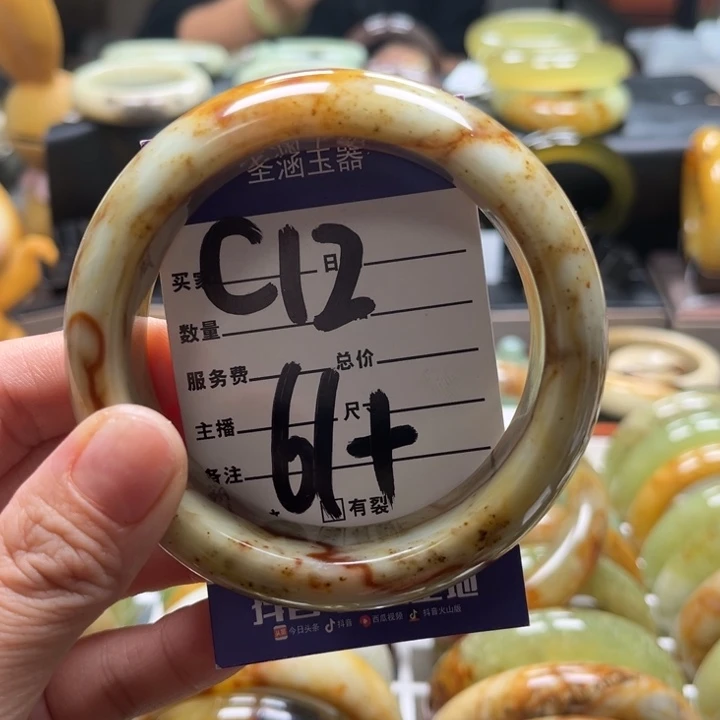 圣涵玉器
买家 C12 日
数量
服务费 总价
主播 61+ 尺寸
备注
有裂
今日头条 抖音 西瓜视频 抖音火山版